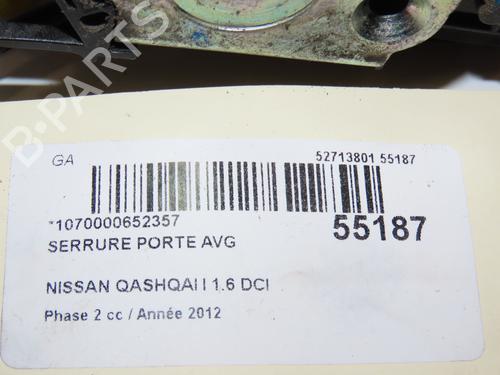 B-PARTS
GA
52713801 55187
*1070000652357
55187
SERRURE PORTE AVG
NISSAN QASHQAI I 1.6 DCI
Phase 2 cc / Année 2012